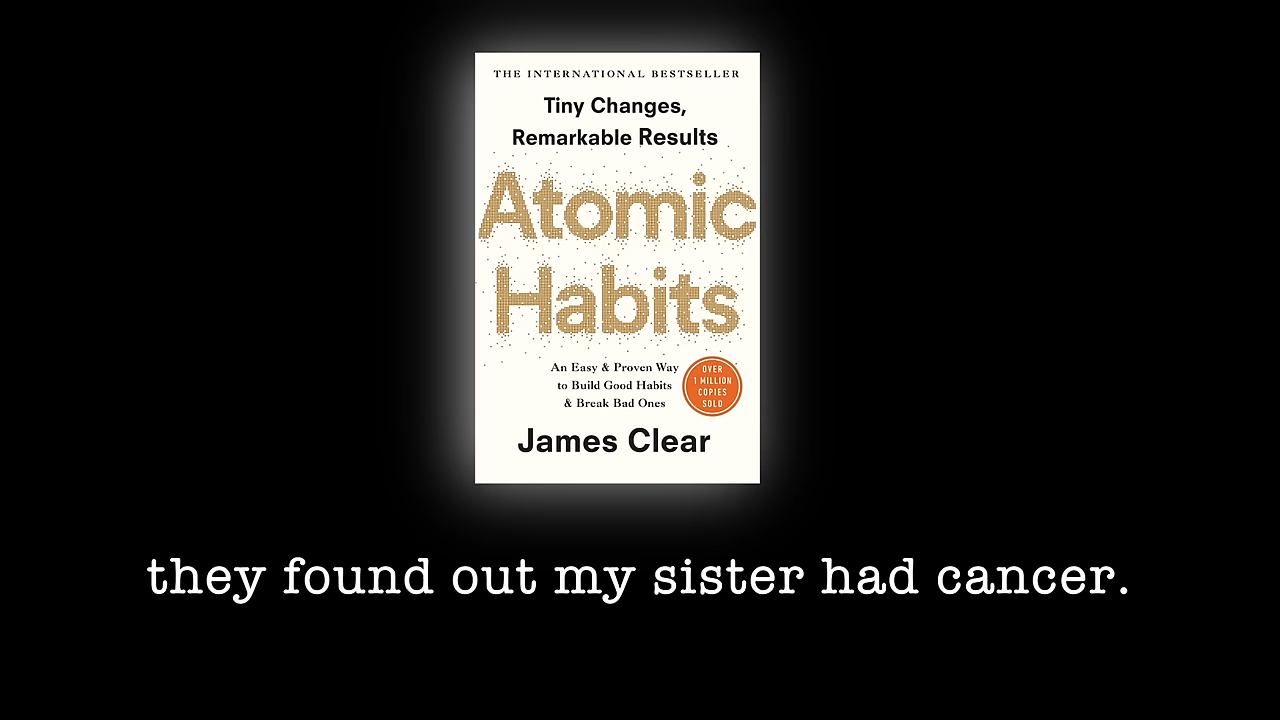 THE INTERNATIONAL BESTSELLER
Tiny Changes,
Remarkable Results
Atomic
Habits
An Easy & Proven Way
to Build Good Habits
& Break Bad Ones
OVER
1 MILLION
COPIES
SOLD
James Clear
they found out my sister had cancer.